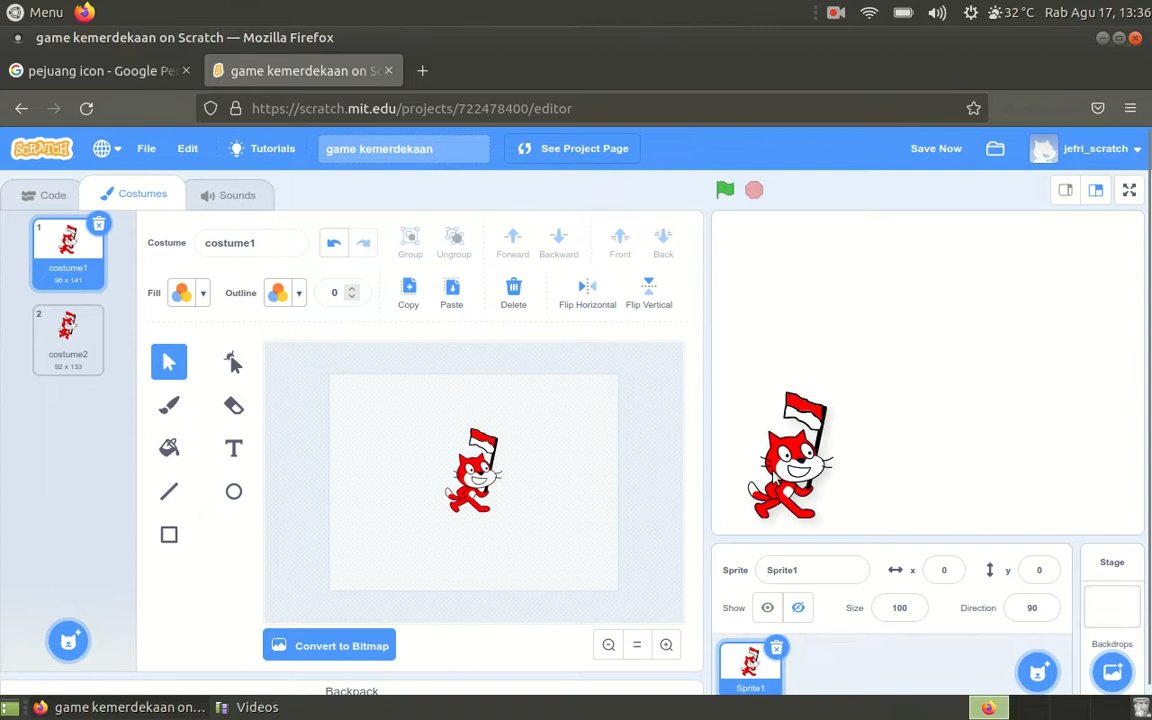 Menu
32 °C
Rab Agu 17, 13:36
game kemerdekaan on Scratch — Mozilla Firefox
pejuang icon - Google Pe
game kemerdekaan on Sc
https://scratch.mit.edu/projects/722478400/editor
SCRATCH
File
Edit
Tutorials
game kemerdekaan
See Project Page
Save Now
jefri_scratch
Code
Costumes
Sounds
1
costume1
96 x 141
2
costume2
92 x 133
Costume
costume1
Group
Ungroup
Forward
Backward
Front
Back
Fill
Outline
0
Copy
Paste
Delete
Flip Horizontal
Flip Vertical
T
Convert to Bitmap
Backpack
Sprite
Sprite1
x
0
y
0
Show
Size
100
Direction
90
Sprite1
Stage
Backdrops
game kemerdekaan on...
Videos